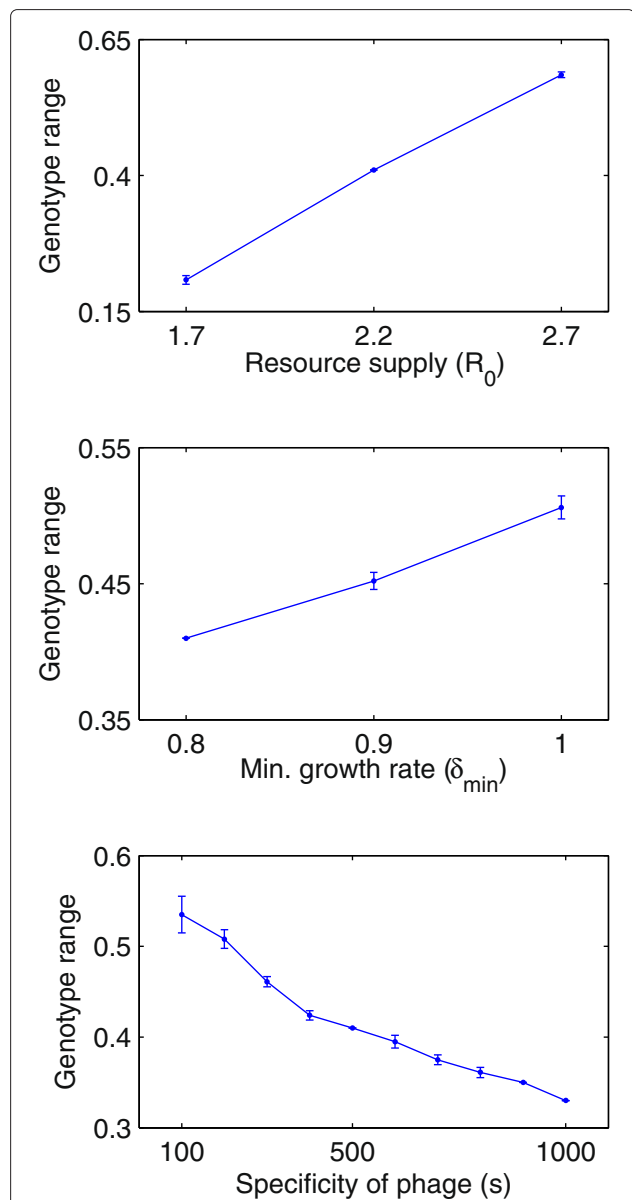 0.65
0.4
0.15
Genotype range
1.7 2.2 2.7
Resource supply (R_0)
0.55
0.45
0.35
Genotype range
0.8 0.9 1
Min. growth rate (δ_min)
0.6
0.5
0.4
0.3
Genotype range
100 500 1000
Specificity of phage (s)